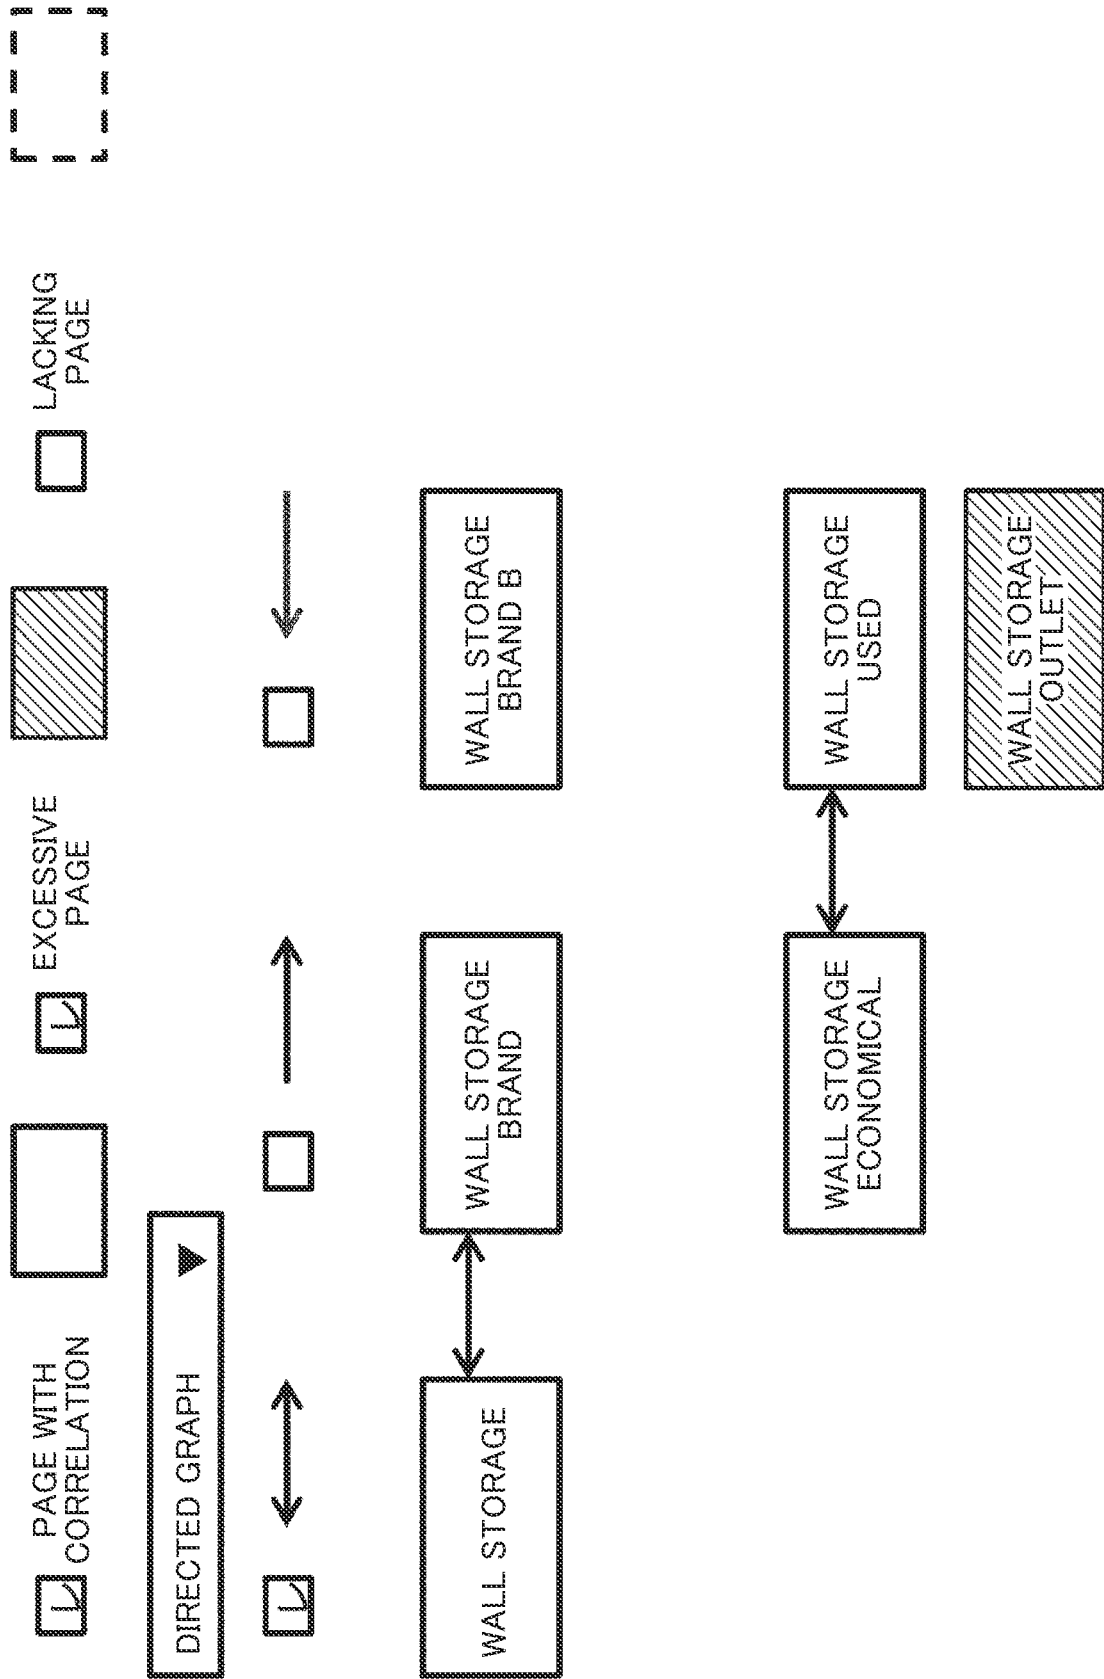 PAGE WITH
CORRELATION
EXCESSIVE
PAGE
LACKING
PAGE
DIRECTED GRAPH
WALL STORAGE
WALL STORAGE
BRAND
WALL STORAGE
BRAND B
WALL STORAGE
ECONOMICAL
WALL STORAGE
USED
WALL STORAGE
OUTLET